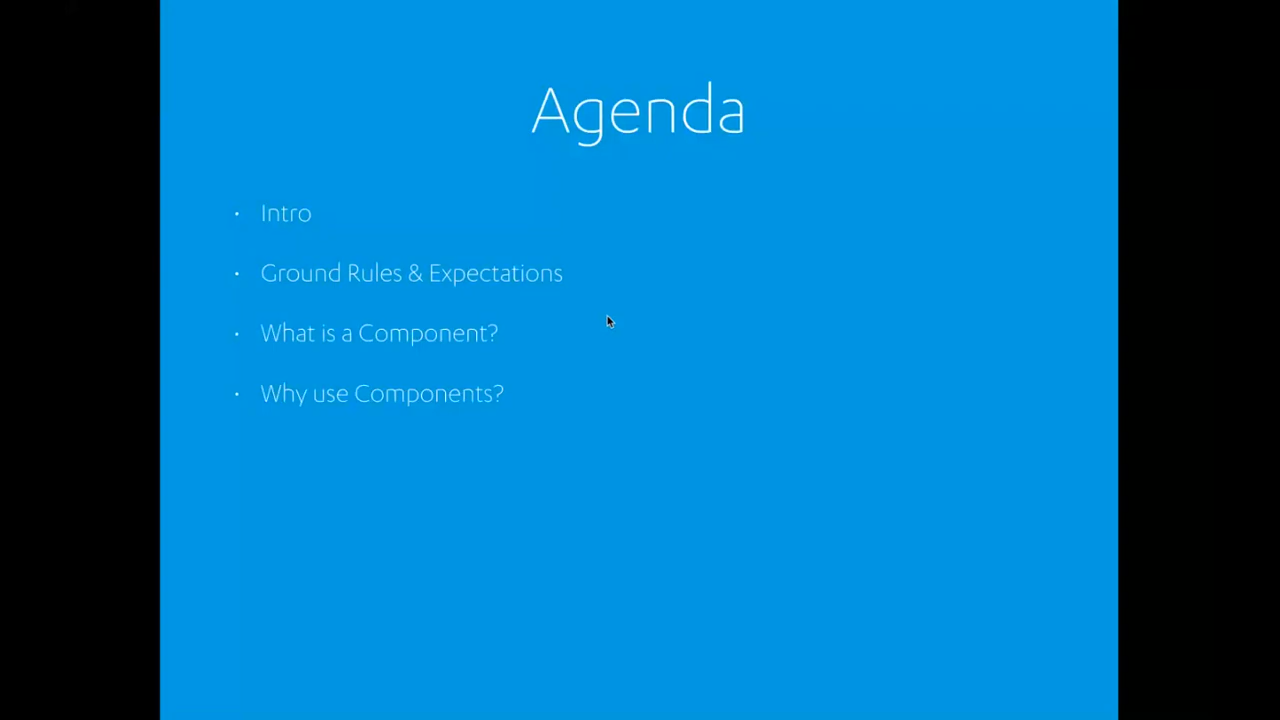 Agenda
• Intro
• Ground Rules & Expectations
• What is a Component?
• Why use Components?